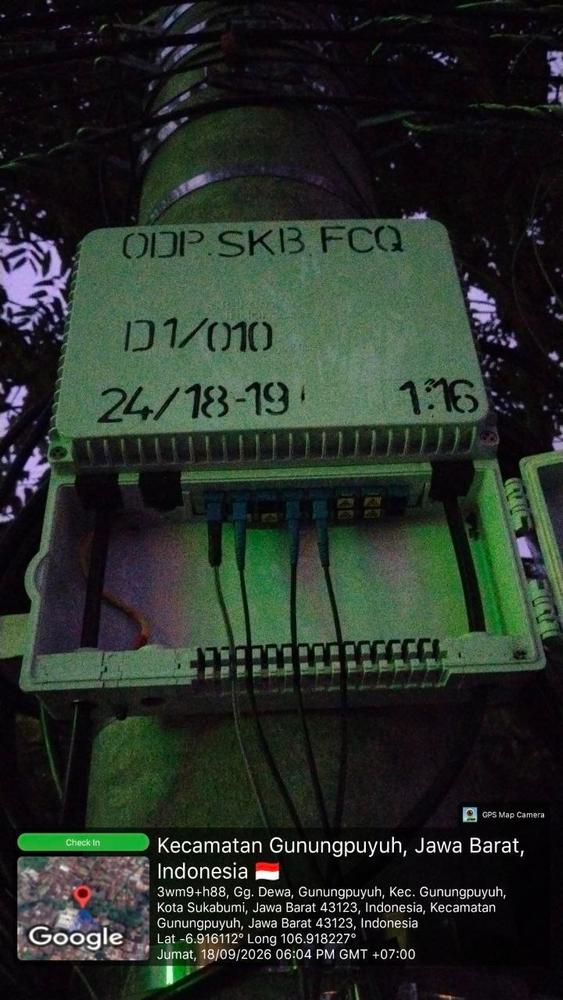 ODP.SKB.FCQ
D1/010
24/18-19 1:16
GPS Map Camera
Check In
Kecamatan Gunungpuyuh, Jawa Barat,
Indonesia 🇮🇩
3wm9+h88, Gg. Dewa, Gunungpuyuh, Kec. Gunungpuyuh,
Kota Sukabumi, Jawa Barat 43123, Indonesia, Kecamatan
Gunungpuyuh, Jawa Barat 43123, Indonesia
Lat -6.916112° Long 106.918227°
Jumat, 18/09/2026 06:04 PM GMT +07:00
Google